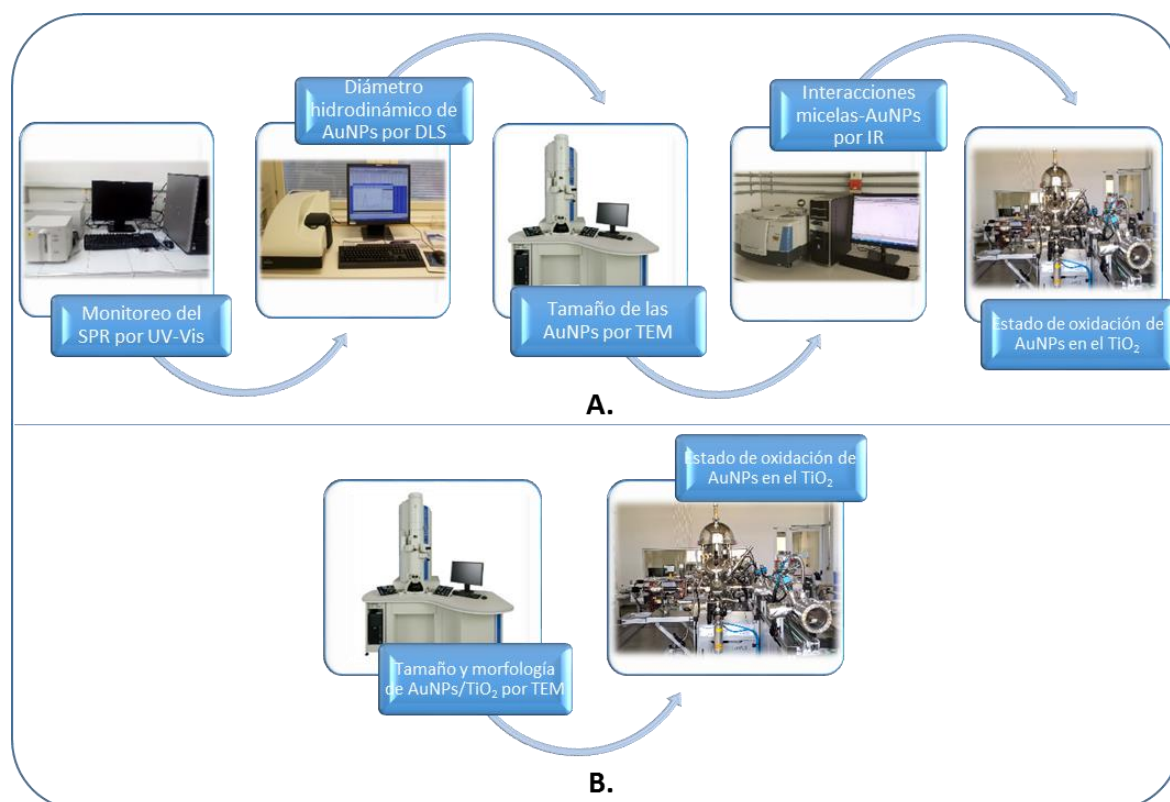 Diámetro
hidrodinámico de
AuNPs por DLS
Interacciones
micelas-AuNPs
por IR
Monitoreo del
SPR por UV-Vis
Tamaño de las
AuNPs por TEM
Estado de oxidación de
AuNPs en el TiO₂
A.
Estado de oxidación de
AuNPs en el TiO₂
Tamaño y morfología
de AuNPs/TiO₂ por TEM
B.